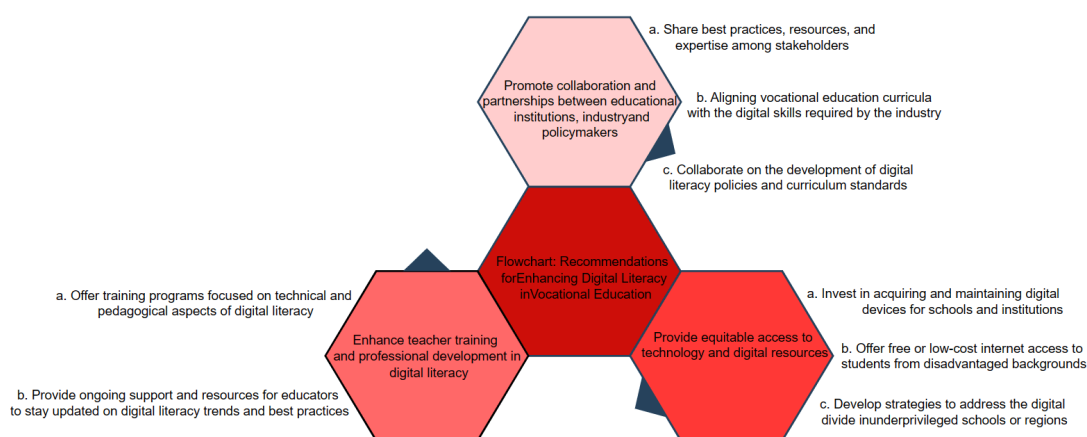 a. Share best practices, resources, and
expertise among stakeholders
Promote collaboration and
partnerships between educational
institutions, industryand
policymakers
b. Aligning vocational education curricula
with the digital skills required by the industry
c. Collaborate on the development of digital
literacy policies and curriculum standards
Flowchart: Recommendations
forEnhancing Digital Literacy
inVocational Education
a. Offer training programs focused on technical and
pedagogical aspects of digital literacy
Enhance teacher training
and professional development in
digital literacy
b. Provide ongoing support and resources for educators
to stay updated on digital literacy trends and best practices
Provide equitable access to
technology and digital resources
a. Invest in acquiring and maintaining digital
devices for schools and institutions
b. Offer free or low-cost internet access to
students from disadvantaged backgrounds
c. Develop strategies to address the digital
divide inunderprivileged schools or regions